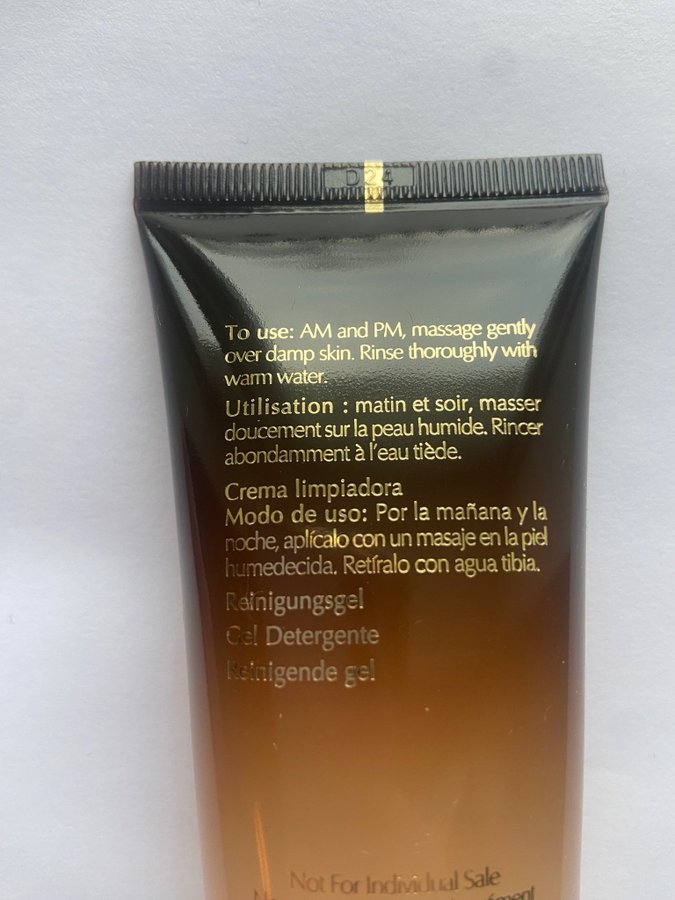 D24
To use: AM and PM, massage gently
over damp skin. Rinse thoroughly with
warm water.
Utilisation : matin et soir, masser
doucement sur la peau humide. Rincer
abondamment à l'eau tiède.
Crema limpiadora
Modo de uso: Por la mañana y la
noche, aplícalo con un masaje en la piel
humedecida. Retíralo con agua tibia.
Reinigungsgel
Gel Detergente
Reinigende gel
Not For Individual Sale